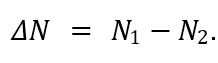 ΔN = N₁ − N₂.